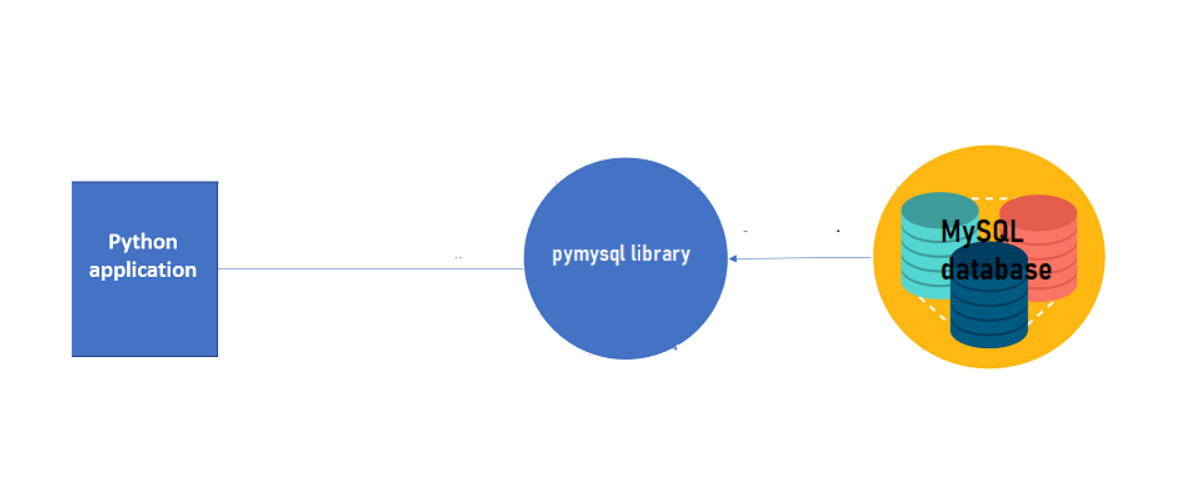 Python
application
pymysql library
MySQL
database